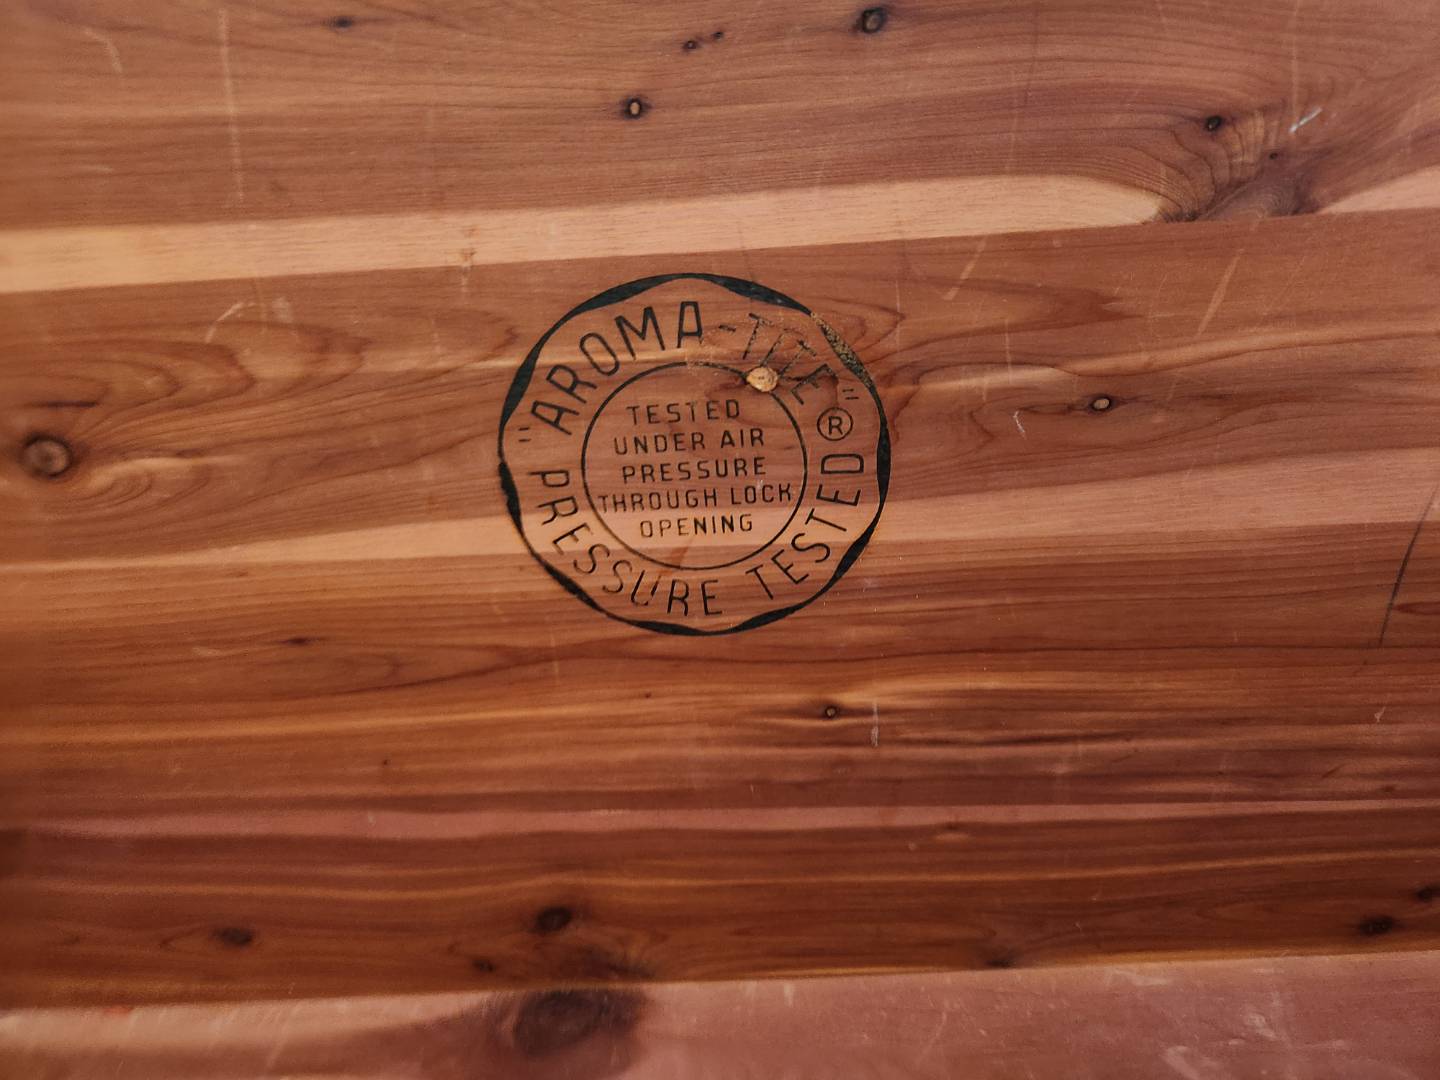 "AROMA-TITE"®
PRESSURE TESTED
TESTED
UNDER AIR
PRESSURE
THROUGH LOCK
OPENING